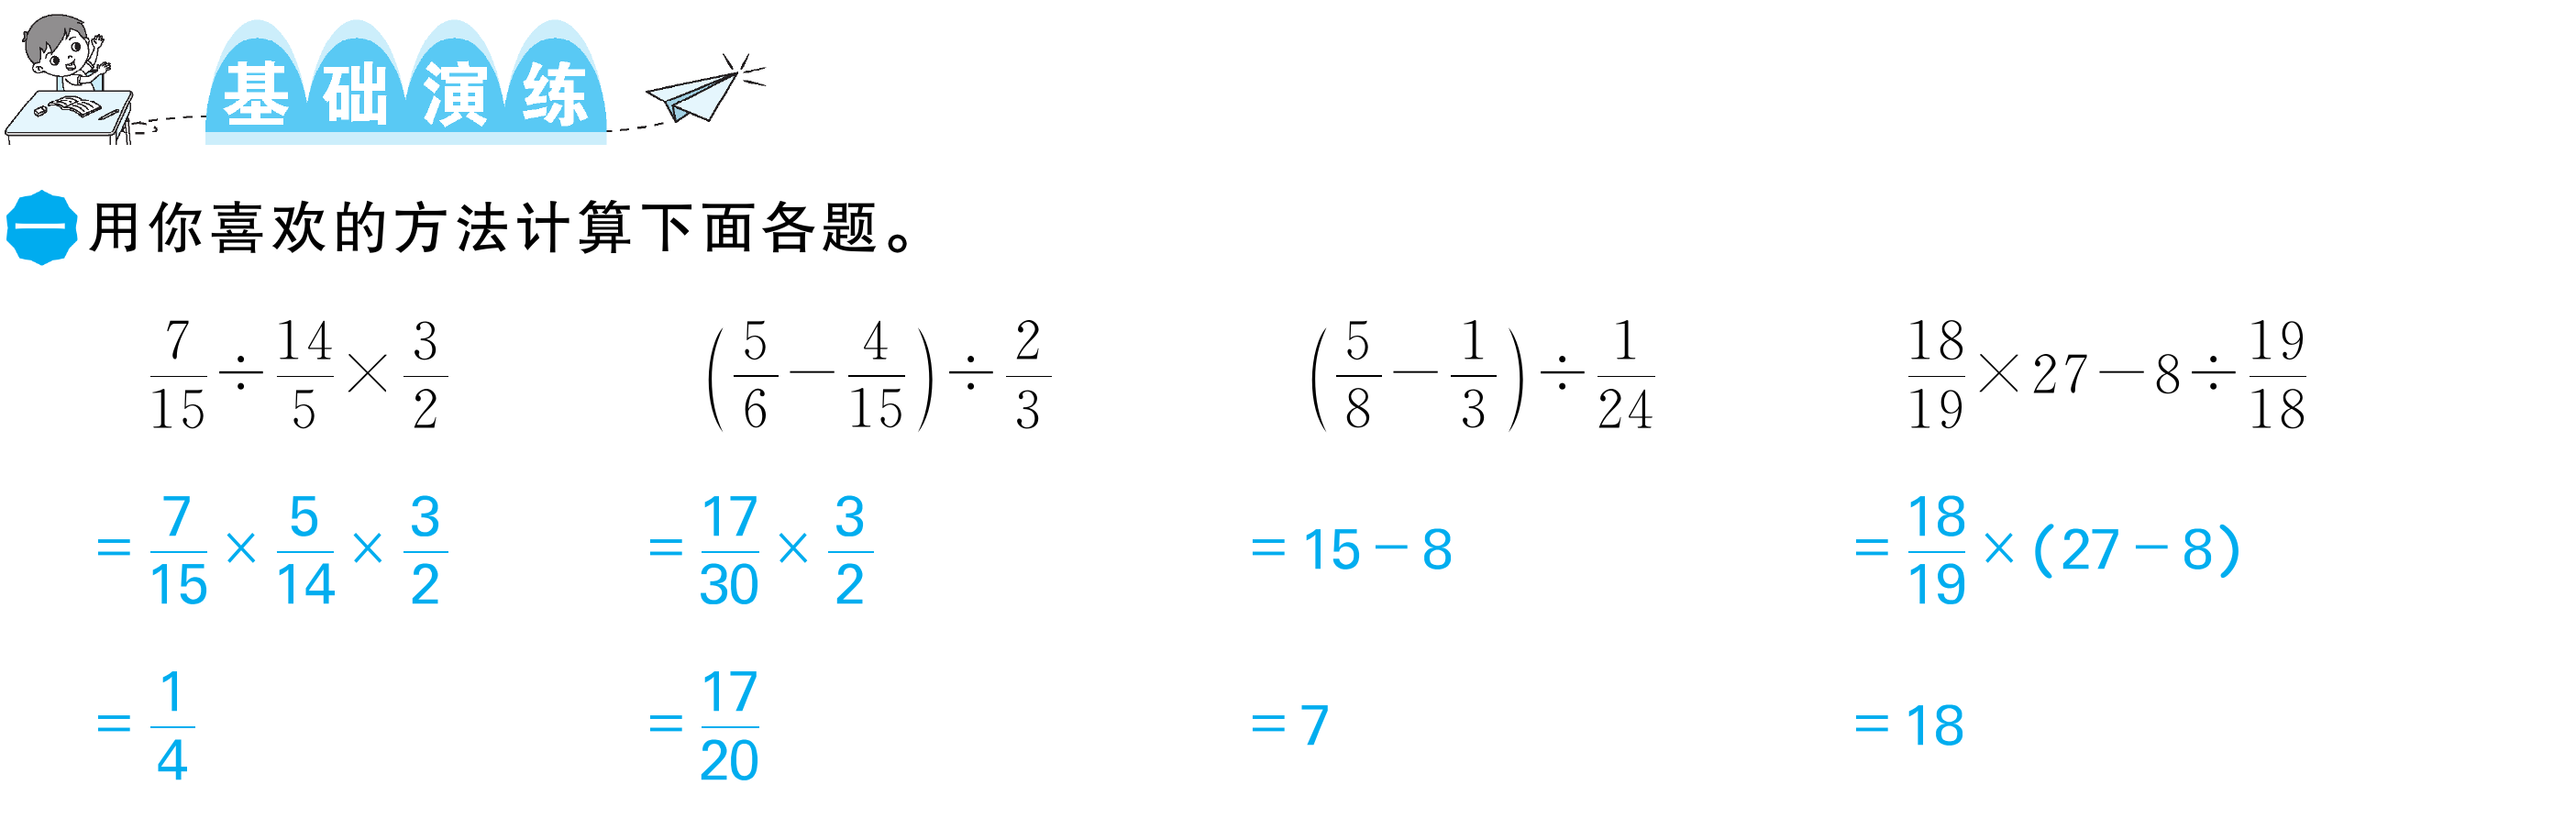 基础演练
一 用你喜欢的方法计算下面各题。
7/15 ÷ 14/5 × 3/2    (5/6 − 4/15) ÷ 2/3    (5/8 − 1/3) ÷ 1/24    18/19 × 27 − 8 ÷ 19/18
= 7/15 × 5/14 × 3/2    = 17/30 × 3/2    = 15 − 8    = 18/19 × (27 − 8)
= 1/4    = 17/20    = 7    = 18